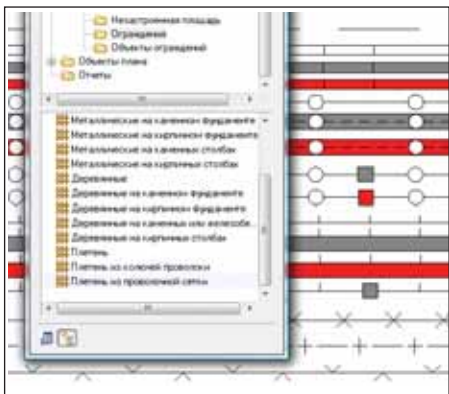 Незастроенная площадь
Ограждения
Объекты ограждений
Объекты плана
Отчеты
Металлические на каменном фундаменте
Металлические на кирпичном фундаменте
Металлические на каменных столбах
Металлические на кирпичных столбах
Деревянные
Деревянные на каменном фундаменте
Деревянные на кирпичном фундаменте
Деревянные на каменных или железобе...
Деревянные на кирпичных столбах
Плетень
Плетень из колючей проволоки
Плетень из проволочной сетки